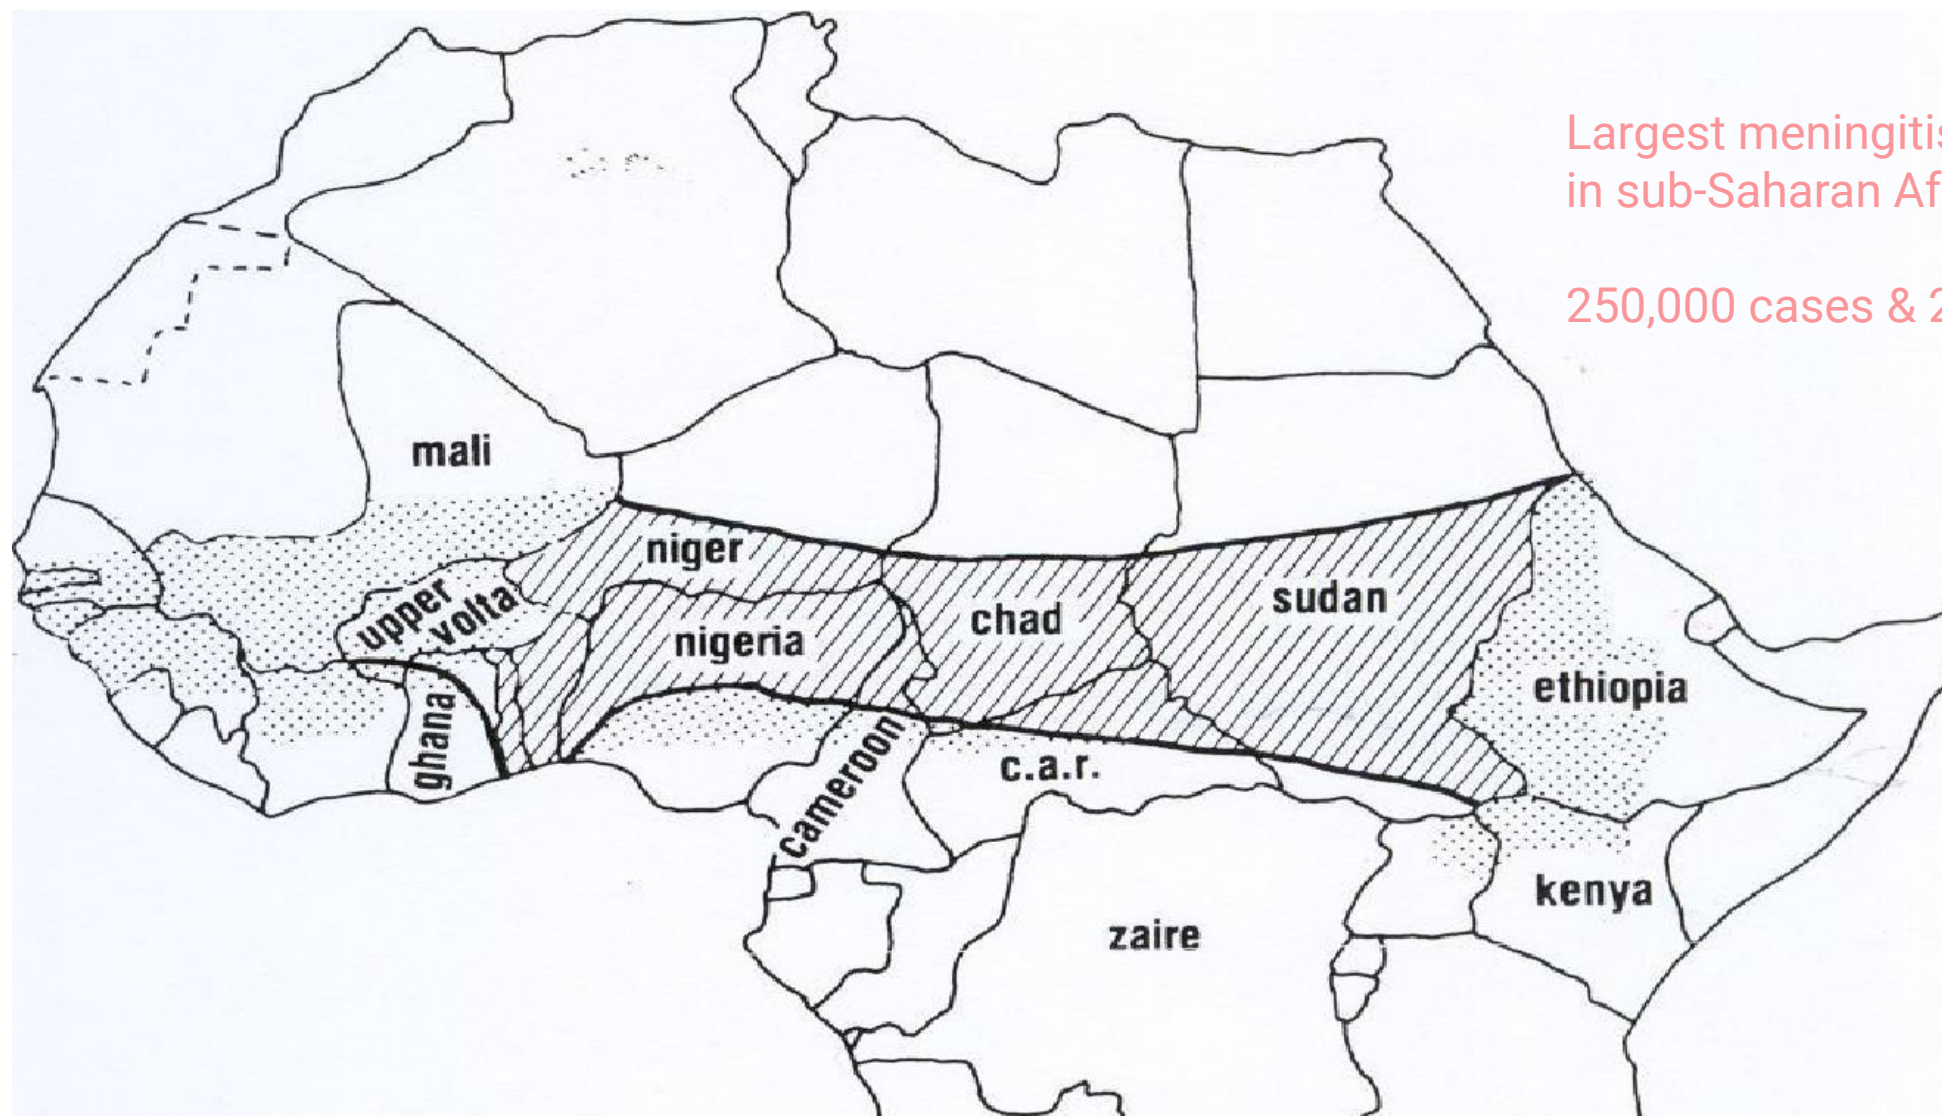 Largest meningitis
in sub-Saharan Af
250,000 cases & 2
mali
niger
upper
volta
nigeria
chad
sudan
ethiopia
ghana
cameroon
c.a.r.
kenya
zaire